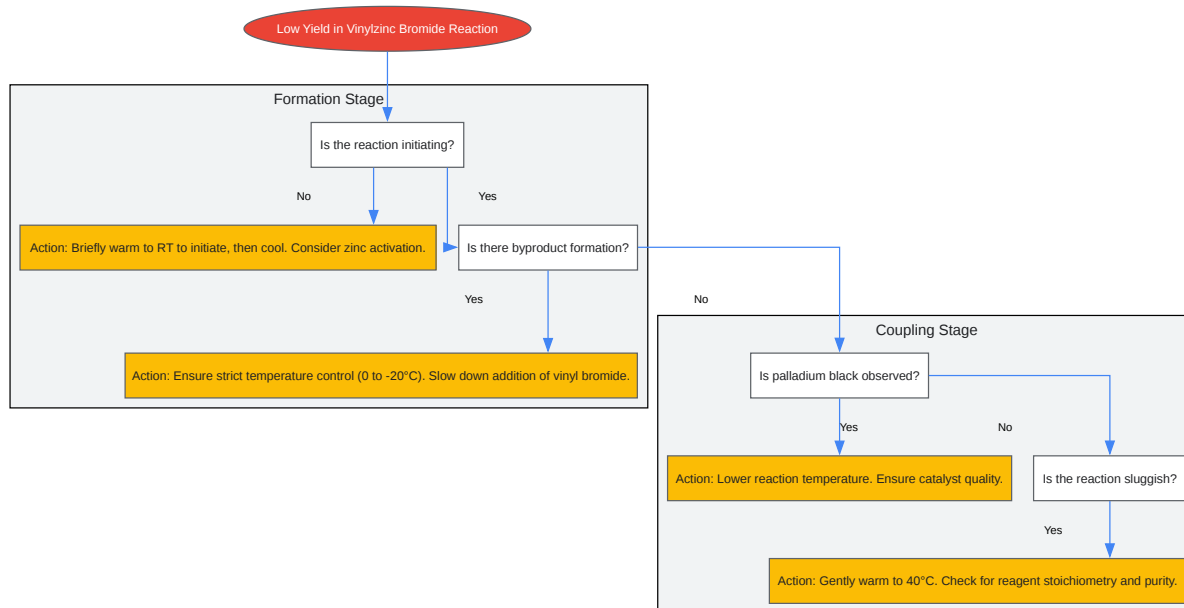 Low Yield in Vinylzinc Bromide Reaction
Formation Stage
Is the reaction initiating?
No
Yes
Action: Briefly warm to RT to initiate, then cool. Consider zinc activation.
Is there byproduct formation?
Yes
No
Action: Ensure strict temperature control (0 to -20°C). Slow down addition of vinyl bromide.
Coupling Stage
Is palladium black observed?
Yes
No
Action: Lower reaction temperature. Ensure catalyst quality.
Is the reaction sluggish?
Yes
Action: Gently warm to 40°C. Check for reagent stoichiometry and purity.